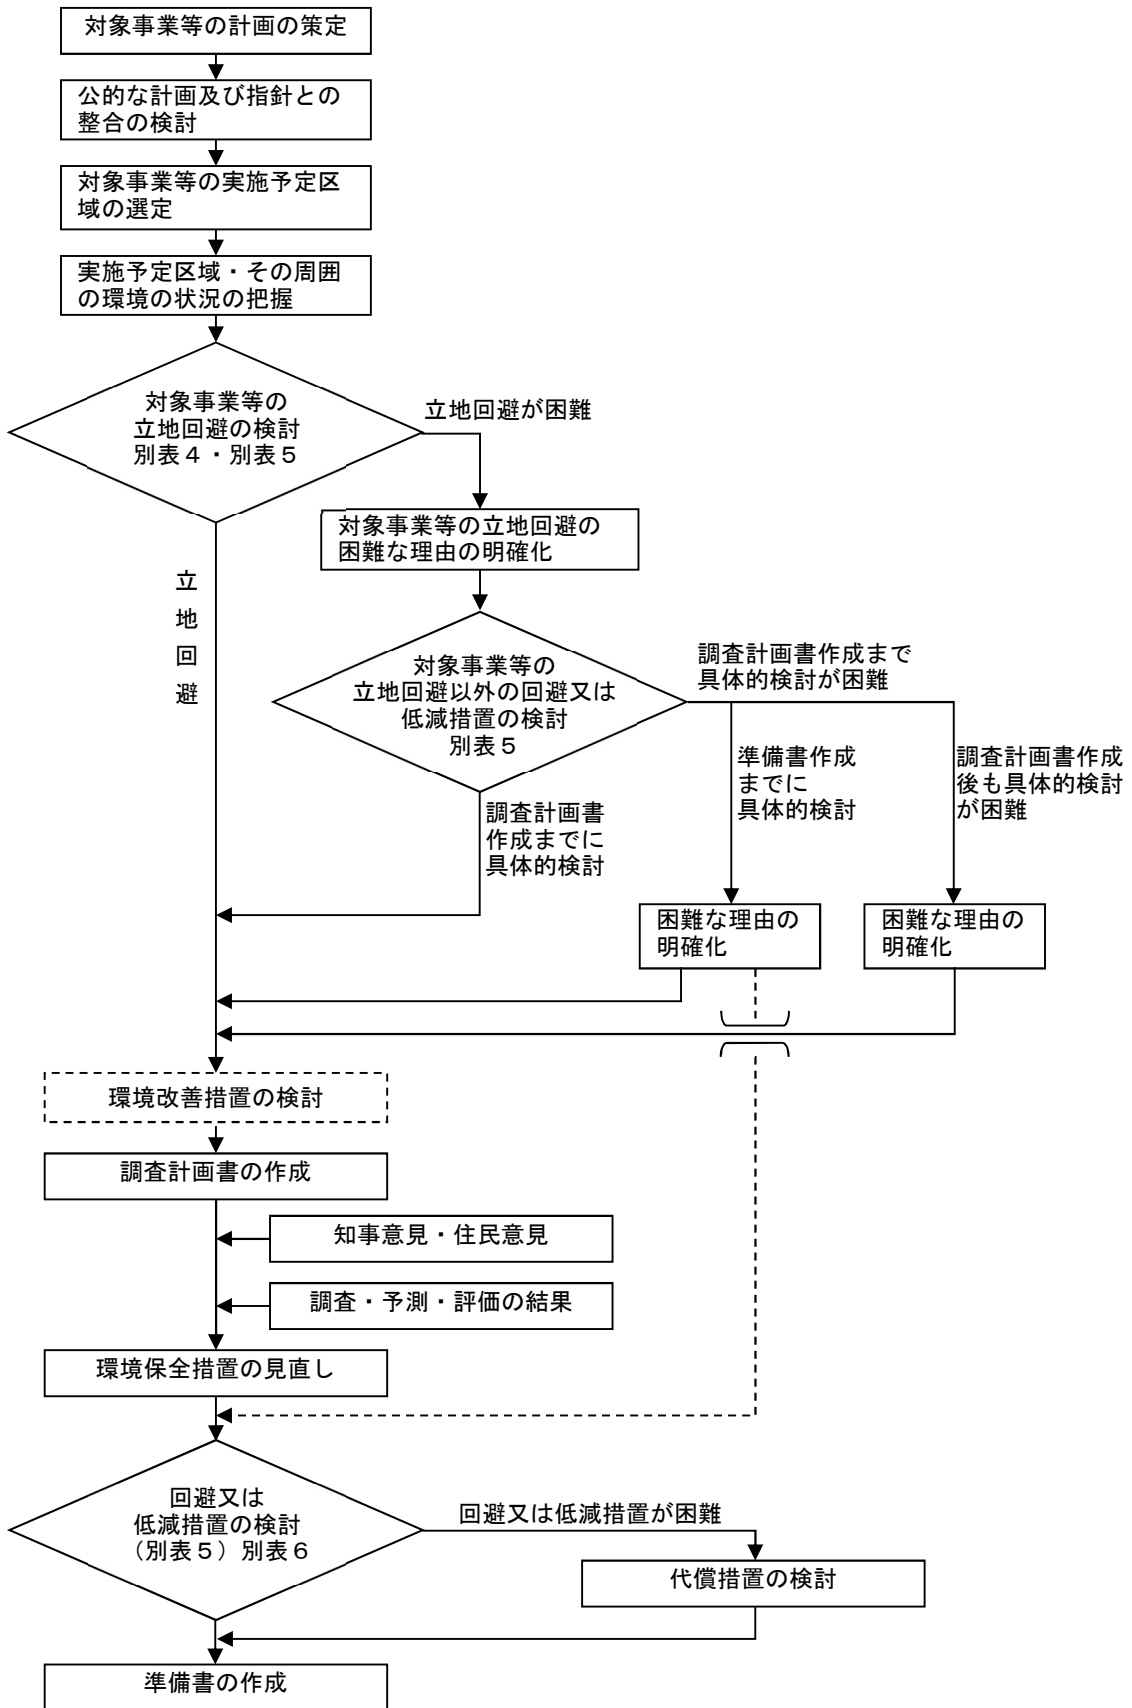 対象事業等の計画の策定
公的な計画及び指針との
整合の検討
対象事業等の実施予定区
域の選定
実施予定区域・その周囲
の環境の状況の把握
対象事業等の
立地回避の検討
別表４・別表５
立地回避が困難
対象事業等の立地回避の
困難な理由の明確化
立地回避
対象事業等の
立地回避以外の回避又は
低減措置の検討
別表５
調査計画書作成まで
具体的検討が困難
準備書作成
までに
具体的検討
調査計画書作成
後も具体的検討
が困難
調査計画書
作成までに
具体的検討
困難な理由の
明確化
困難な理由の
明確化
環境改善措置の検討
調査計画書の作成
知事意見・住民意見
調査・予測・評価の結果
環境保全措置の見直し
回避又は
低減措置の検討
（別表５）別表６
回避又は低減措置が困難
代償措置の検討
準備書の作成